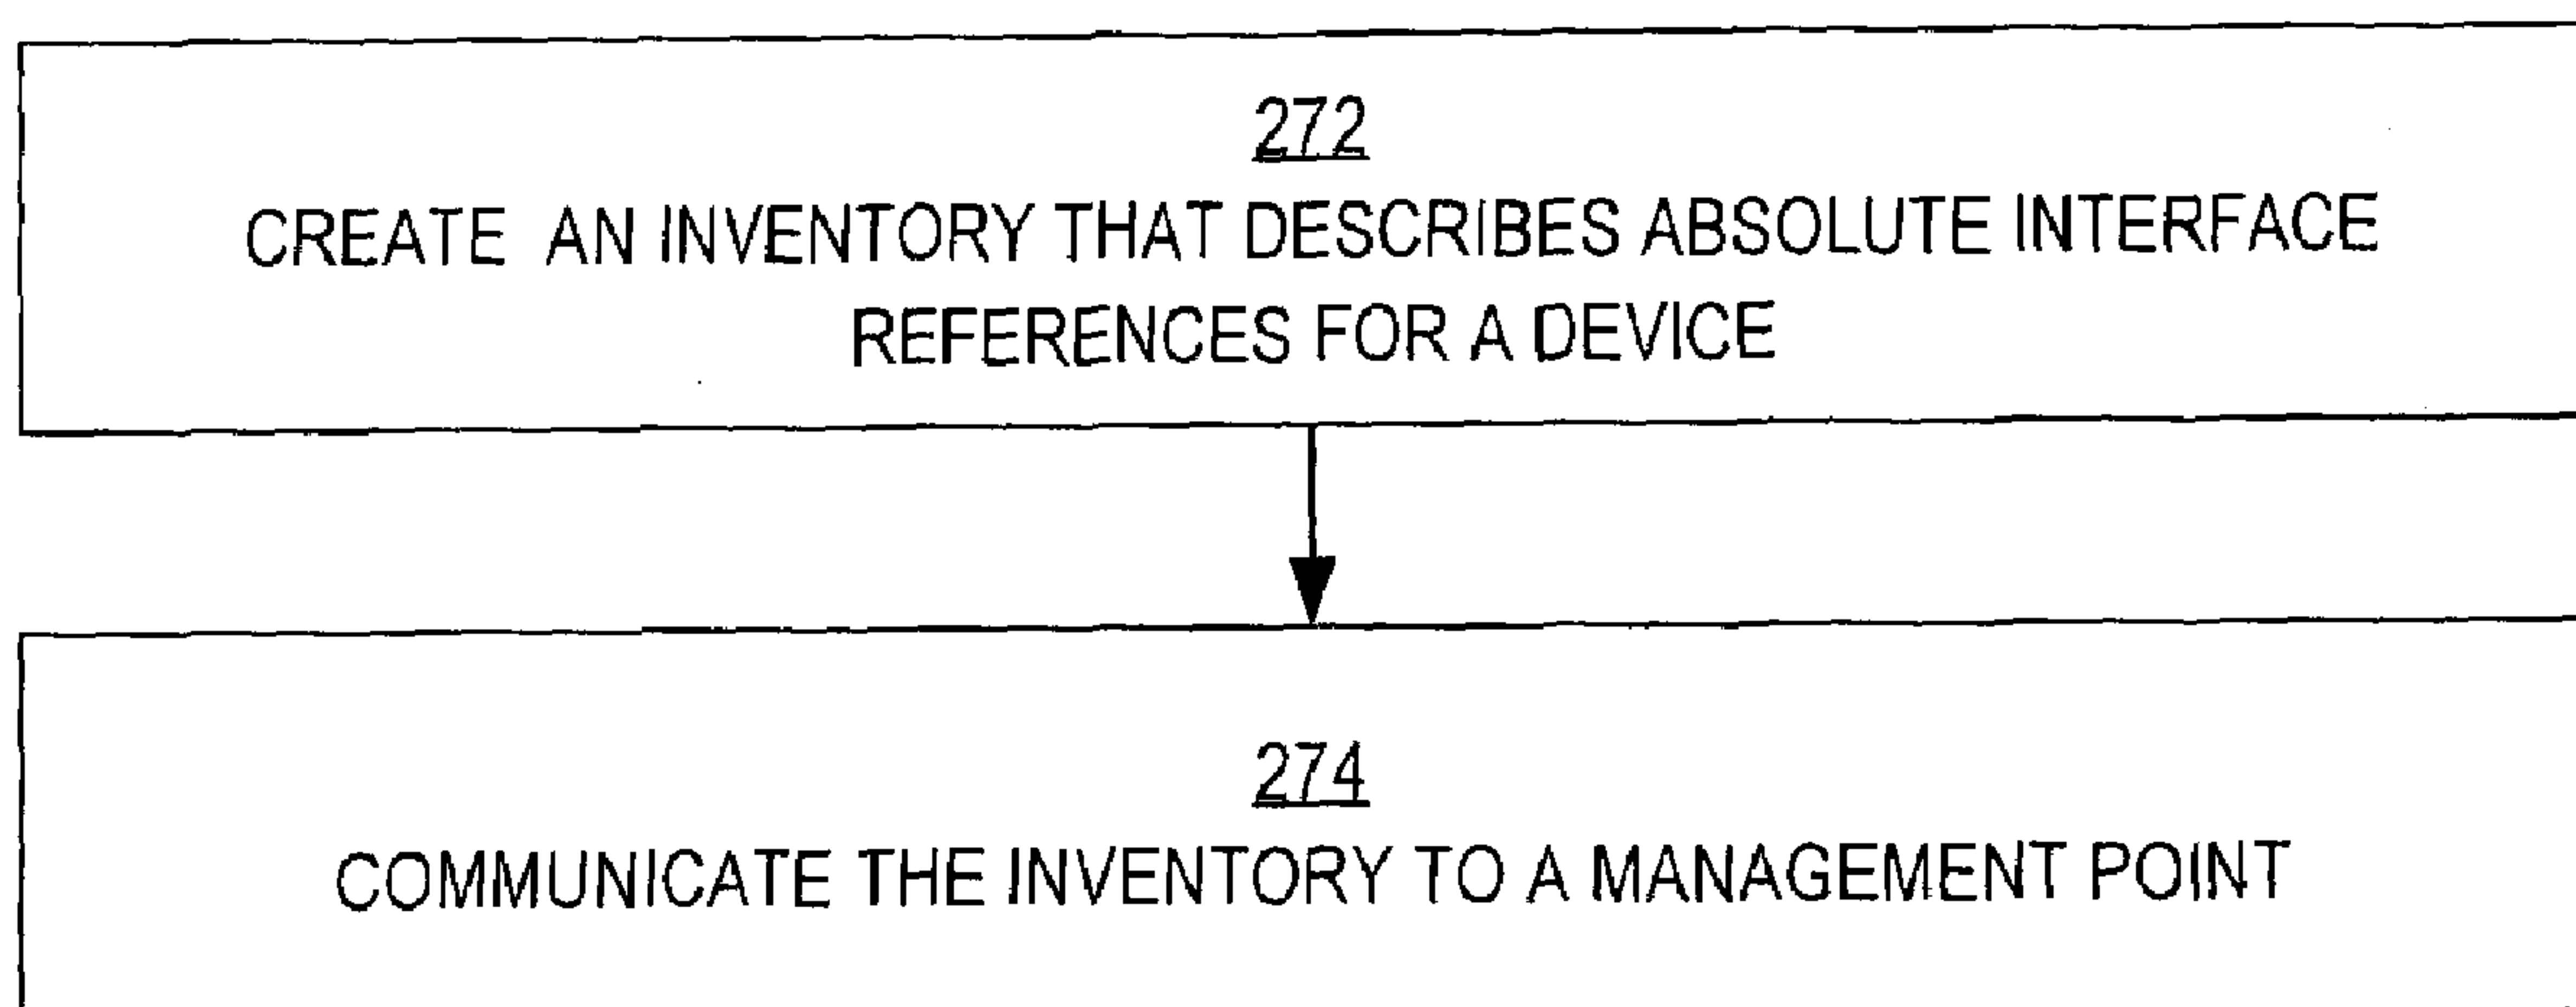 272
CREATE AN INVENTORY THAT DESCRIBES ABSOLUTE INTERFACE
REFERENCES FOR A DEVICE
274
COMMUNICATE THE INVENTORY TO A MANAGEMENT POINT